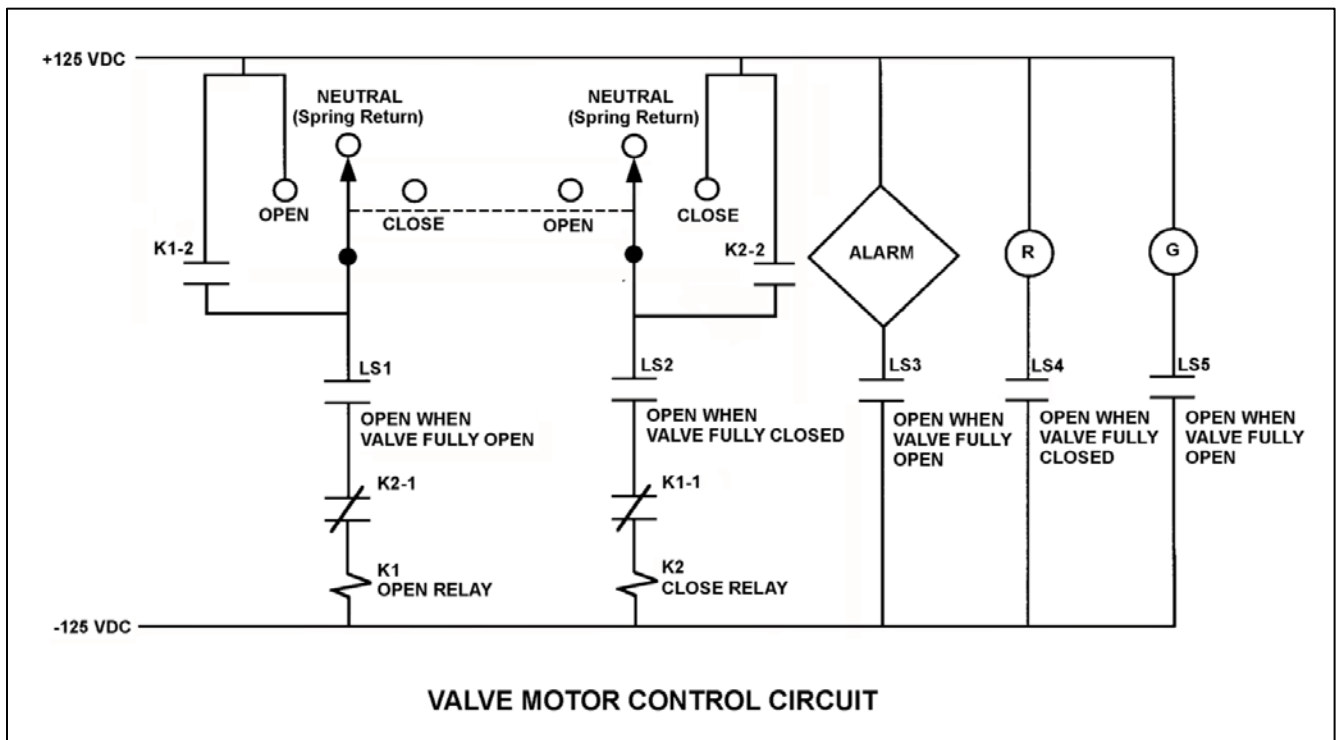 +125 VDC
NEUTRAL
(Spring Return)
NEUTRAL
(Spring Return)
OPEN
CLOSE
OPEN
CLOSE
K1-2
K2-2
ALARM
R
G
LS1
OPEN WHEN
VALVE FULLY OPEN
LS2
OPEN WHEN
VALVE FULLY CLOSED
LS3
OPEN WHEN
VALVE FULLY
OPEN
LS4
OPEN WHEN
VALVE FULLY
CLOSED
LS5
OPEN WHEN
VALVE FULLY
OPEN
K2-1
K1-1
K1
OPEN RELAY
K2
CLOSE RELAY
-125 VDC
VALVE MOTOR CONTROL CIRCUIT